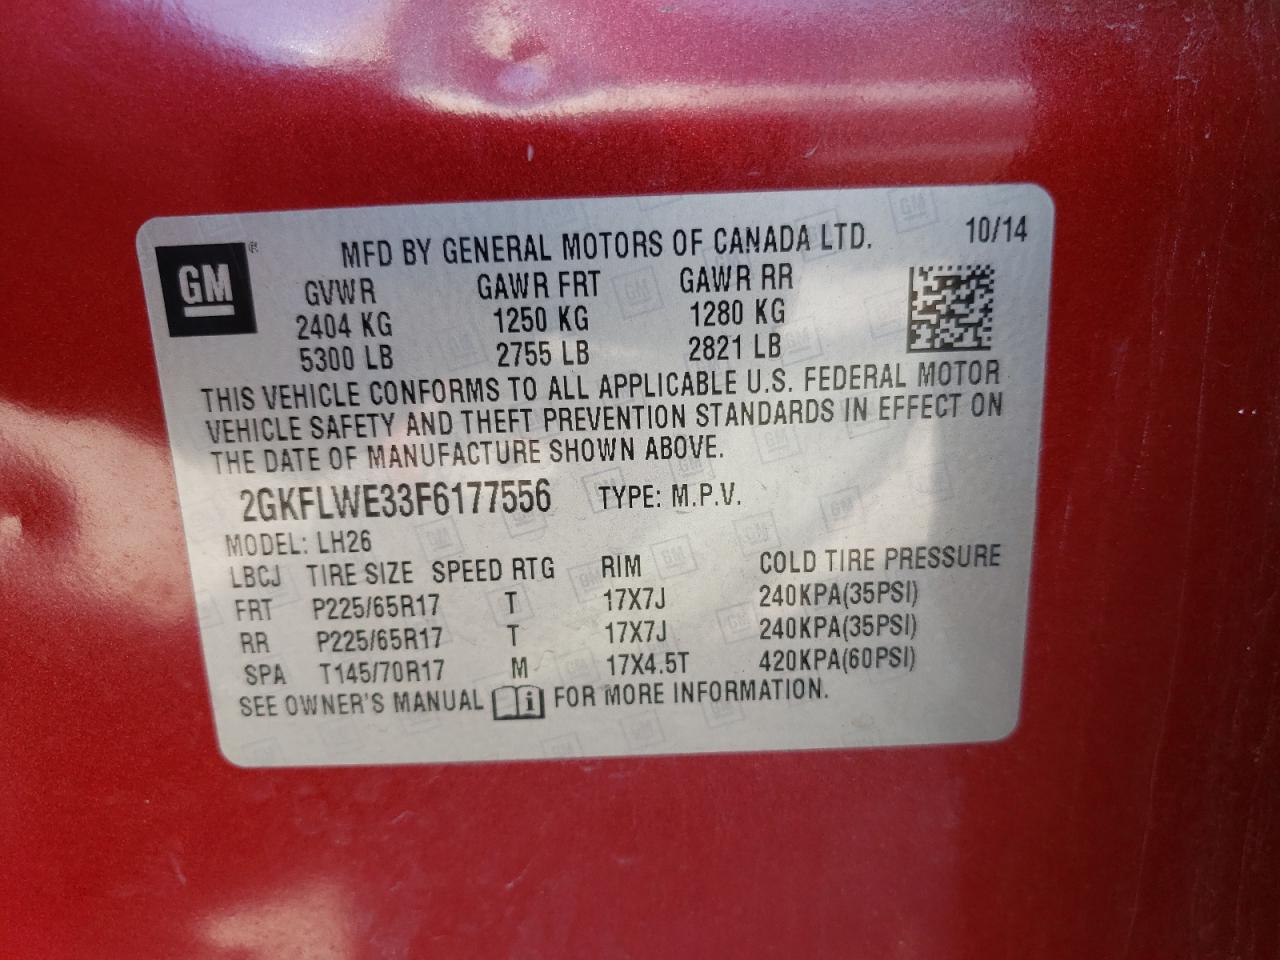 MFD BY GENERAL MOTORS OF CANADA LTD. 10/14
GM ®
GVWR GAWR FRT GAWR RR
2404 KG 1250 KG 1280 KG
5300 LB 2755 LB 2821 LB
THIS VEHICLE CONFORMS TO ALL APPLICABLE U.S. FEDERAL MOTOR
VEHICLE SAFETY AND THEFT PREVENTION STANDARDS IN EFFECT ON
THE DATE OF MANUFACTURE SHOWN ABOVE.
2GKFLWE33F6177556 TYPE: M.P.V.
MODEL: LH26
LBCJ TIRE SIZE SPEED RTG RIM COLD TIRE PRESSURE
FRT P225/65R17 T 17X7J 240KPA(35PSI)
RR P225/65R17 T 17X7J 240KPA(35PSI)
SPA T145/70R17 M 17X4.5T 420KPA(60PSI)
SEE OWNER'S MANUAL i FOR MORE INFORMATION.